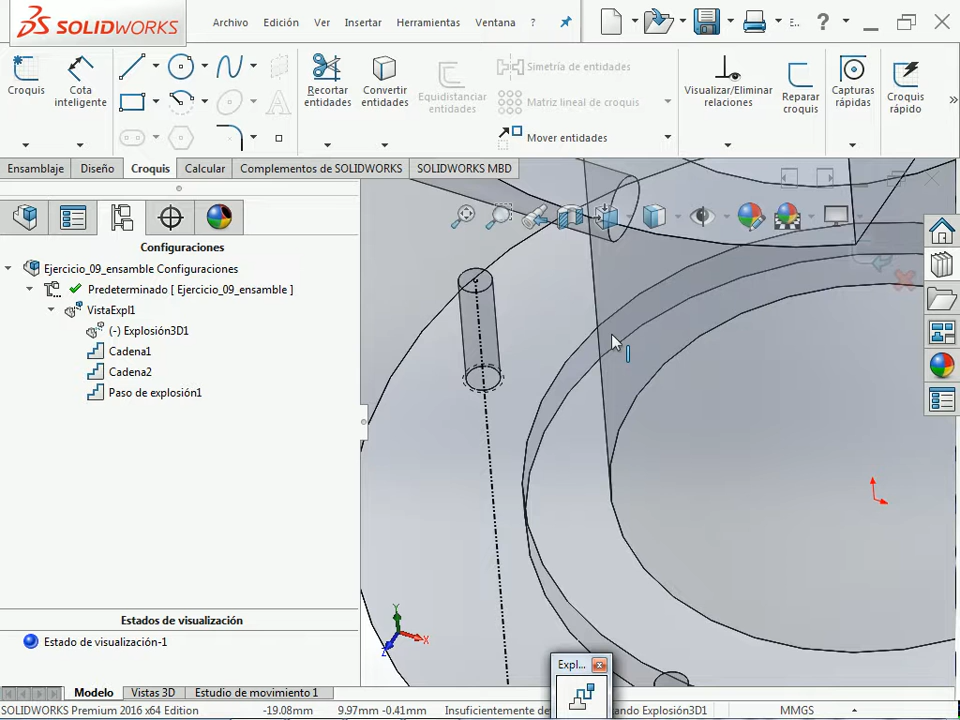 SOLIDWORKS
Archivo Edición Ver Insertar Herramientas Ventana ?
E..
?
Croquis
Cota inteligente
Recortar entidades
Convertir entidades
Equidistanciar entidades
Simetría de entidades
Matriz lineal de croquis
Mover entidades
Visualizar/Eliminar relaciones
Reparar croquis
Capturas rápidas
Croquis rápido
»
Ensamblaje Diseño Croquis Calcular Complementos de SOLIDWORKS SOLIDWORKS MBD
Configuraciones
Ejercicio_09_ensamble Configuraciones
Predeterminado [ Ejercicio_09_ensamble ]
VistaExpl1
(-) Explosión3D1
Cadena1
Cadena2
Paso de explosión1
Estados de visualización
Estado de visualización-1
Y
X
Z
Expl...
Modelo Vistas 3D Estudio de movimiento 1
SOLIDWORKS Premium 2016 x64 Edition -19.08mm 9.97mm -0.41mm Insuficientemente de ando Explosión3D1 MMGS